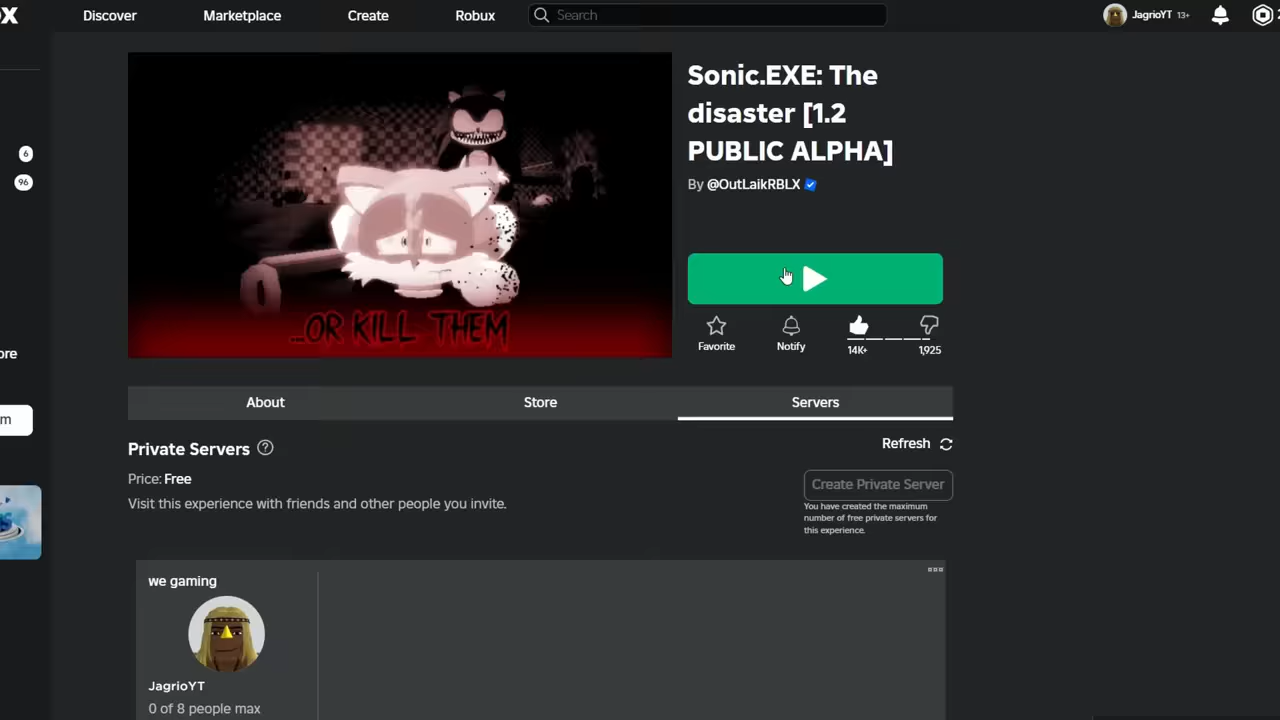 Discover
Marketplace
Create
Robux
Search
JagrioYT 13+
6
96
...OR KILL THEM
Sonic.EXE: The
disaster [1.2
PUBLIC ALPHA]
By @OutLaikRBLX
Favorite
Notify
14K+
1,925
ore
m
About
Store
Servers
Private Servers
Refresh
Price: Free
Visit this experience with friends and other people you invite.
Create Private Server
You have created the maximum
number of free private servers for
this experience.
we gaming
JagrioYT
0 of 8 people max